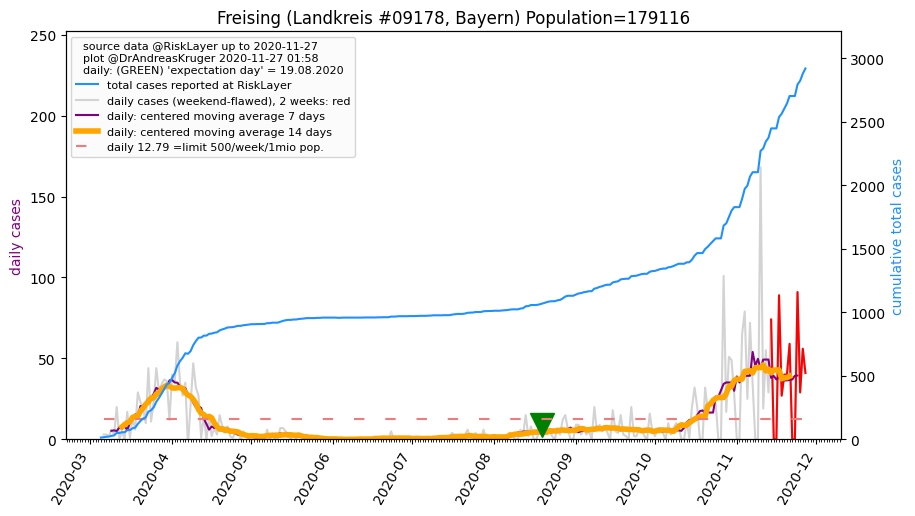 Freising (Landkreis #09178, Bayern) Population=179116
source data @RiskLayer up to 2020-11-27
plot @DrAndreasKruger 2020-11-27 01:58
daily: (GREEN) 'expectation day' = 19.08.2020
total cases reported at RiskLayer
daily cases (weekend-flawed), 2 weeks: red
daily: centered moving average 7 days
daily: centered moving average 14 days
daily 12.79 =limit 500/week/1mio pop.
daily cases
250
200
150
100
50
0
cumulative total cases
3000
2500
2000
1500
1000
500
0
2020-03
2020-04
2020-05
2020-06
2020-07
2020-08
2020-09
2020-10
2020-11
2020-12